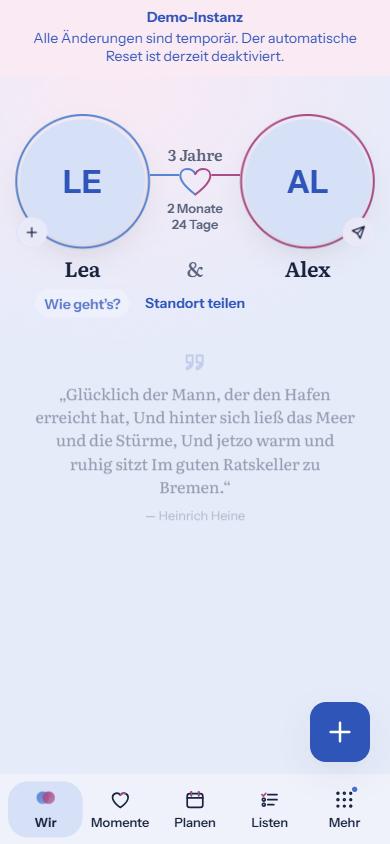 Demo-Instanz
Alle Änderungen sind temporär. Der automatische
Reset ist derzeit deaktiviert.
LE
3 Jahre
2 Monate
24 Tage
AL
Lea
&
Alex
Wie geht's?
Standort teilen
„Glücklich der Mann, der den Hafen
erreicht hat, Und hinter sich ließ das Meer
und die Stürme, Und jetzo warm und
ruhig sitzt Im guten Ratskeller zu
Bremen.“
— Heinrich Heine
Wir
Momente
Planen
Listen
Mehr